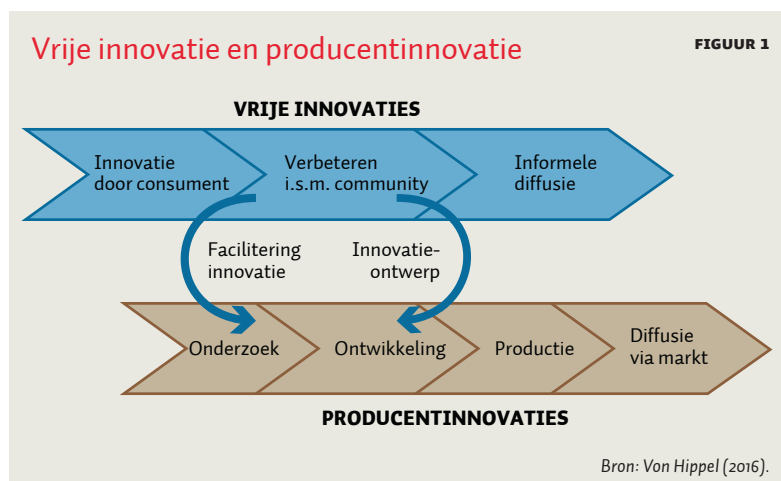 Vrije innovatie en producentinnovatie
FIGUUR 1
VRIJE INNOVATIES
Innovatie
door consument
Verbeteren
i.s.m. community
Informele
diffusie
Facilitering
innovatie
Innovatie-
ontwerp
Onderzoek
Ontwikkeling
Productie
Diffusie
via markt
PRODUCENTINNOVATIES
Bron: Von Hippel (2016).